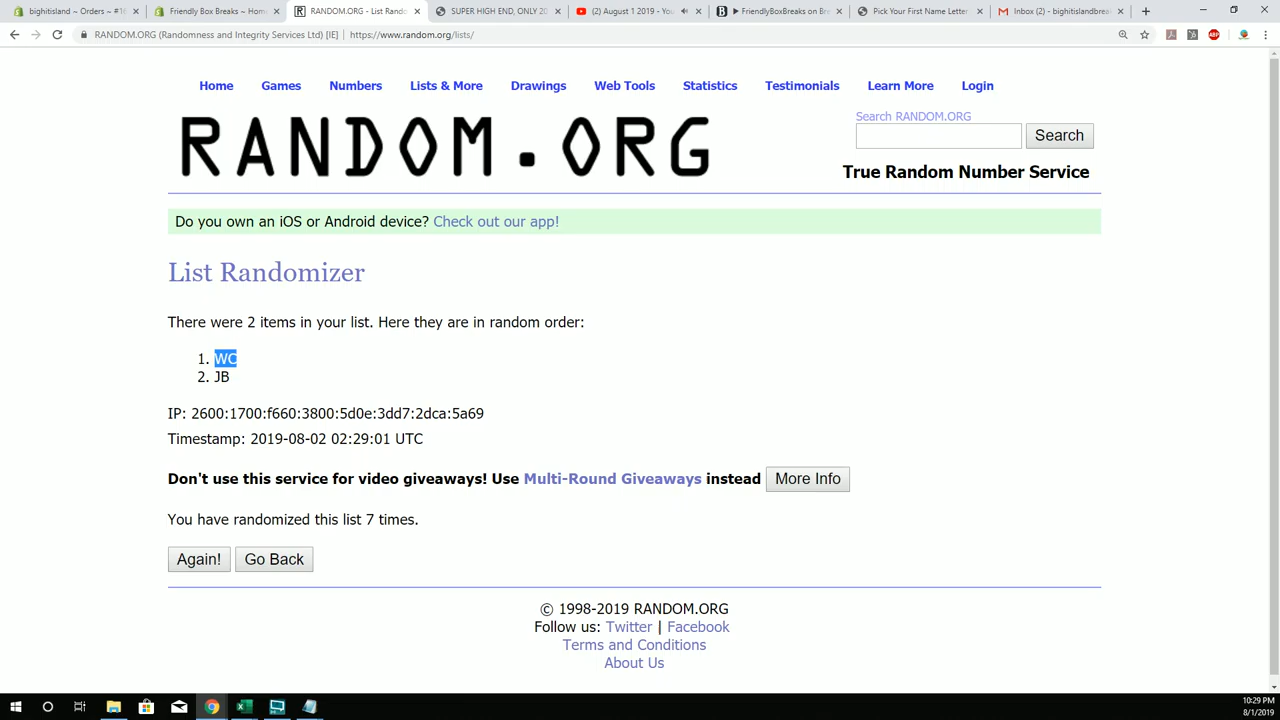 bighitisland ~ Orders ~ #16
Friendly Box Breaks ~ Home
RANDOM.ORG - List Rando
SUPER HIGH END, ONLY 20
(2) August 1 2019 - You
FriendlyBoxBreaks on Bre
Pick Your First Name Letter
Inbox (2) - bighitislandbrea
RANDOM.ORG (Randomness and Integrity Services Ltd) [IE] | https://www.random.org/lists/
Home Games Numbers Lists & More Drawings Web Tools Statistics Testimonials Learn More Login
Search RANDOM.ORG
RANDOM.ORG
Search
True Random Number Service
Do you own an iOS or Android device? Check out our app!
List Randomizer
There were 2 items in your list. Here they are in random order:
1. WC
2. JB
IP: 2600:1700:f660:3800:5d0e:3dd7:2dca:5a69
Timestamp: 2019-08-02 02:29:01 UTC
Don't use this service for video giveaways! Use Multi-Round Giveaways instead More Info
You have randomized this list 7 times.
Again! Go Back
© 1998-2019 RANDOM.ORG
Follow us: Twitter | Facebook
Terms and Conditions
About Us
10:29 PM
8/1/2019